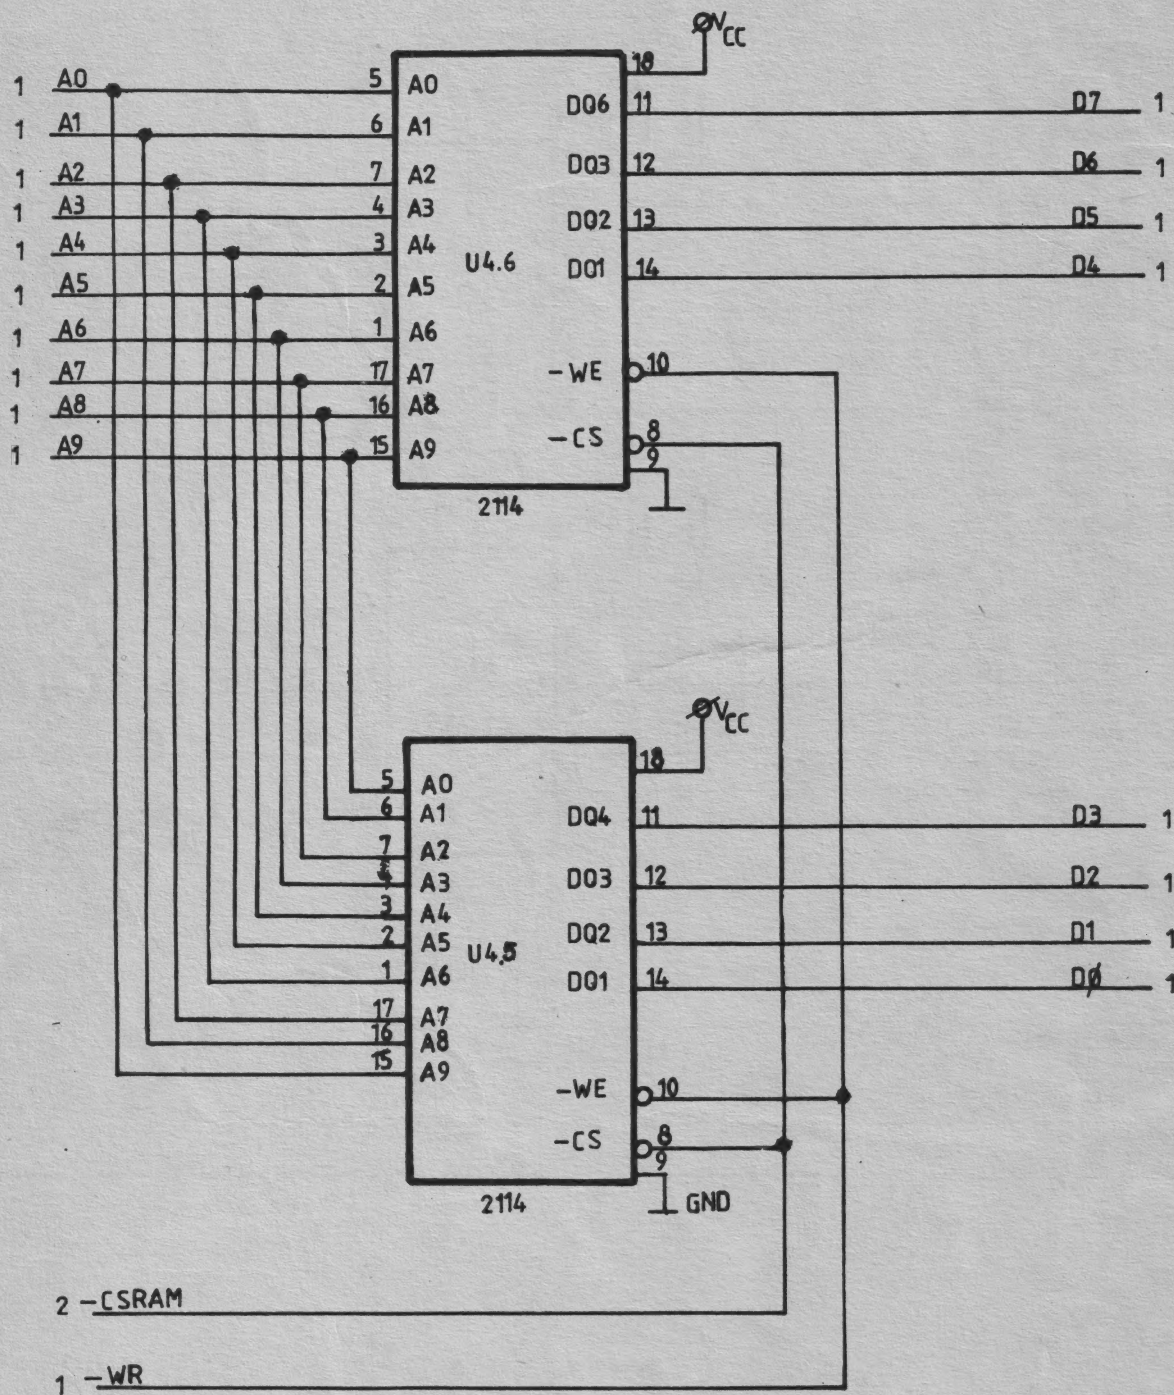 VCC
1 A0 5 A0 18
DQ6 11 D7 1
1 A1 6 A1
DQ3 12 D6 1
1 A2 7 A2
1 A3 4 A3
DQ2 13 D5 1
1 A4 3 A4
U4.6 DQ1 14 D4 1
1 A5 2 A5
1 A6 1 A6
1 A7 17 A7 -WE 10
1 A8 16 A8
1 A9 15 A9 -CS 8
9
2114
VCC
18
5 A0
6 A1 DQ4 11 D3 1
7 A2
A3 DQ3 12 D2 1
3 A4
2 A5 U4.5 DQ2 13 D1 1
1 A6 DQ1 14 DØ 1
17 A7
16 A8
15 A9
-WE 10
-CS 8
9
2114 GND
2 -CSRAM
1 -WR